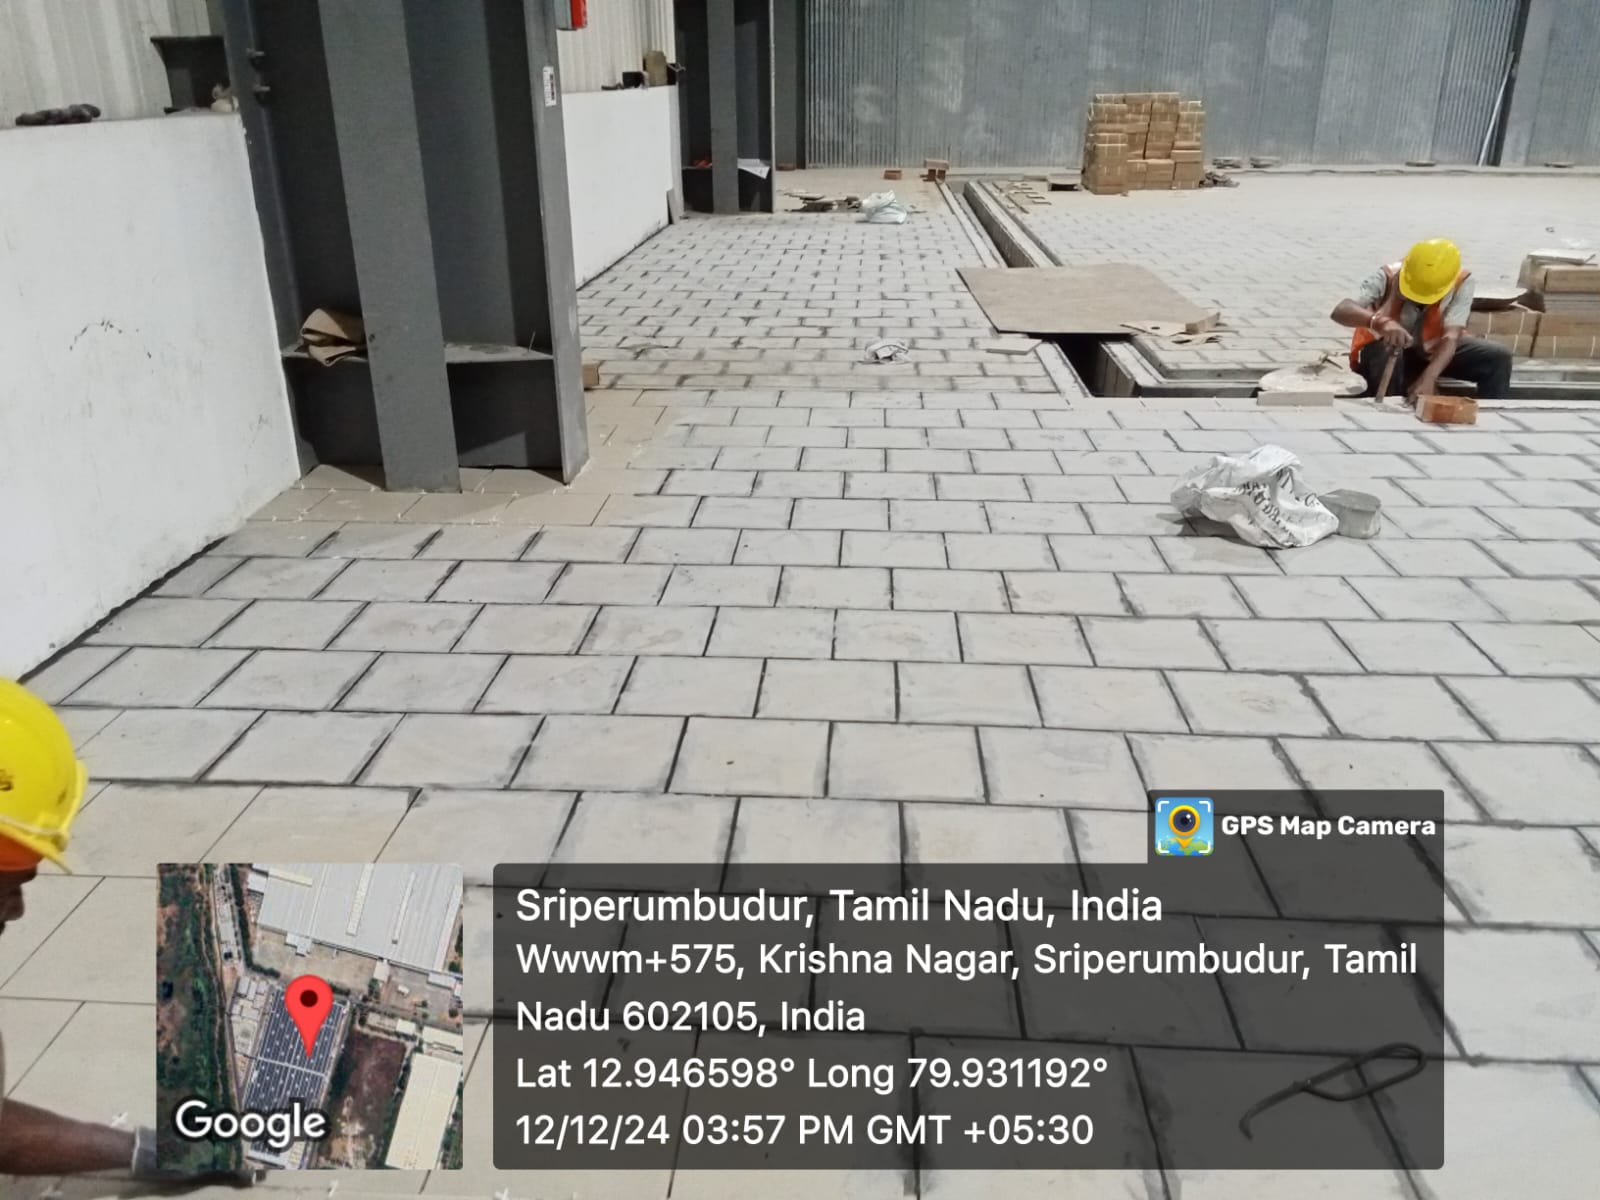 GPS Map Camera
Sriperumbudur, Tamil Nadu, India
Wwwm+575, Krishna Nagar, Sriperumbudur, Tamil
Nadu 602105, India
Lat 12.946598° Long 79.931192°
12/12/24 03:57 PM GMT +05:30
Google